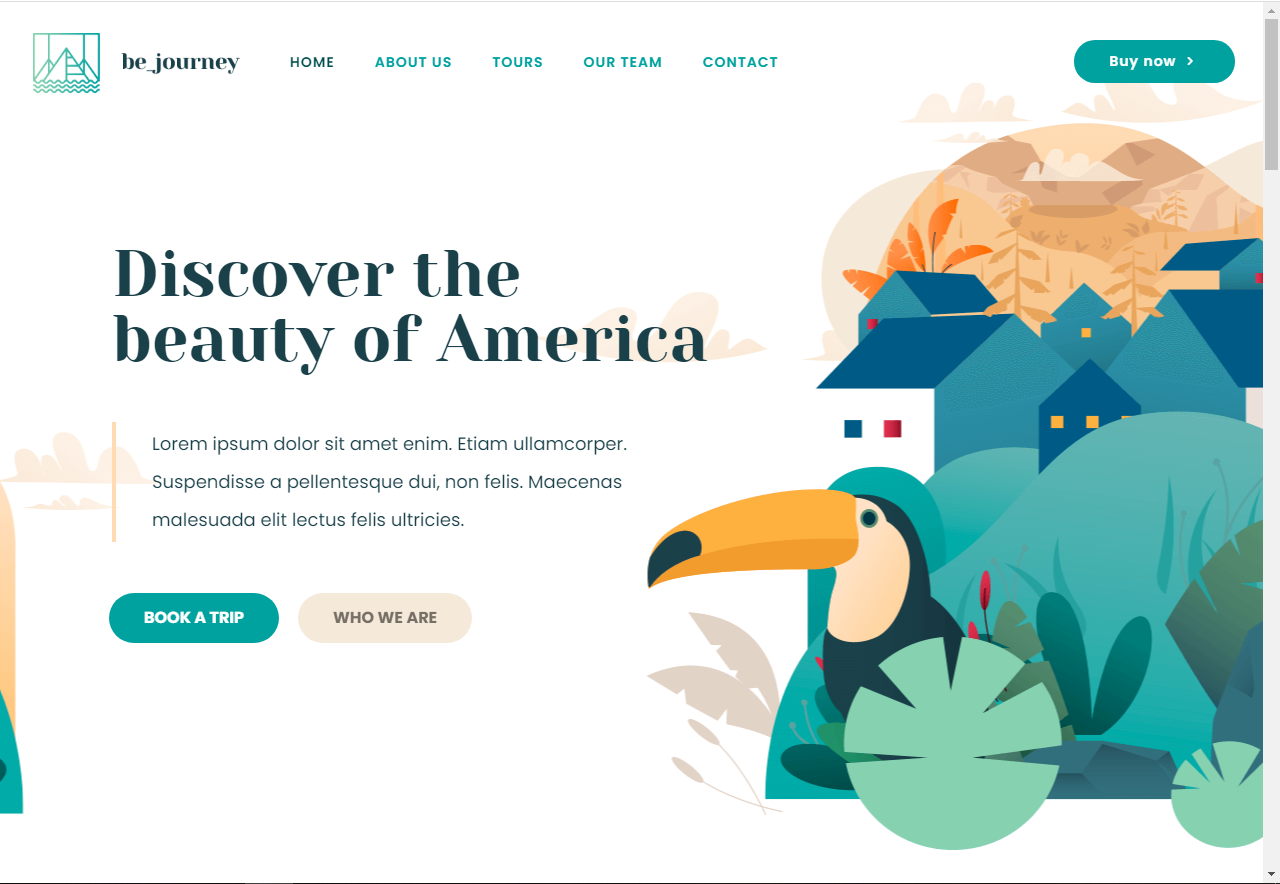 be_journey
HOME
ABOUT US
TOURS
OUR TEAM
CONTACT
Buy now
Discover the
beauty of America
Lorem ipsum dolor sit amet enim. Etiam ullamcorper.
Suspendisse a pellentesque dui, non felis. Maecenas
malesuada elit lectus felis ultricies.
BOOK A TRIP
WHO WE ARE